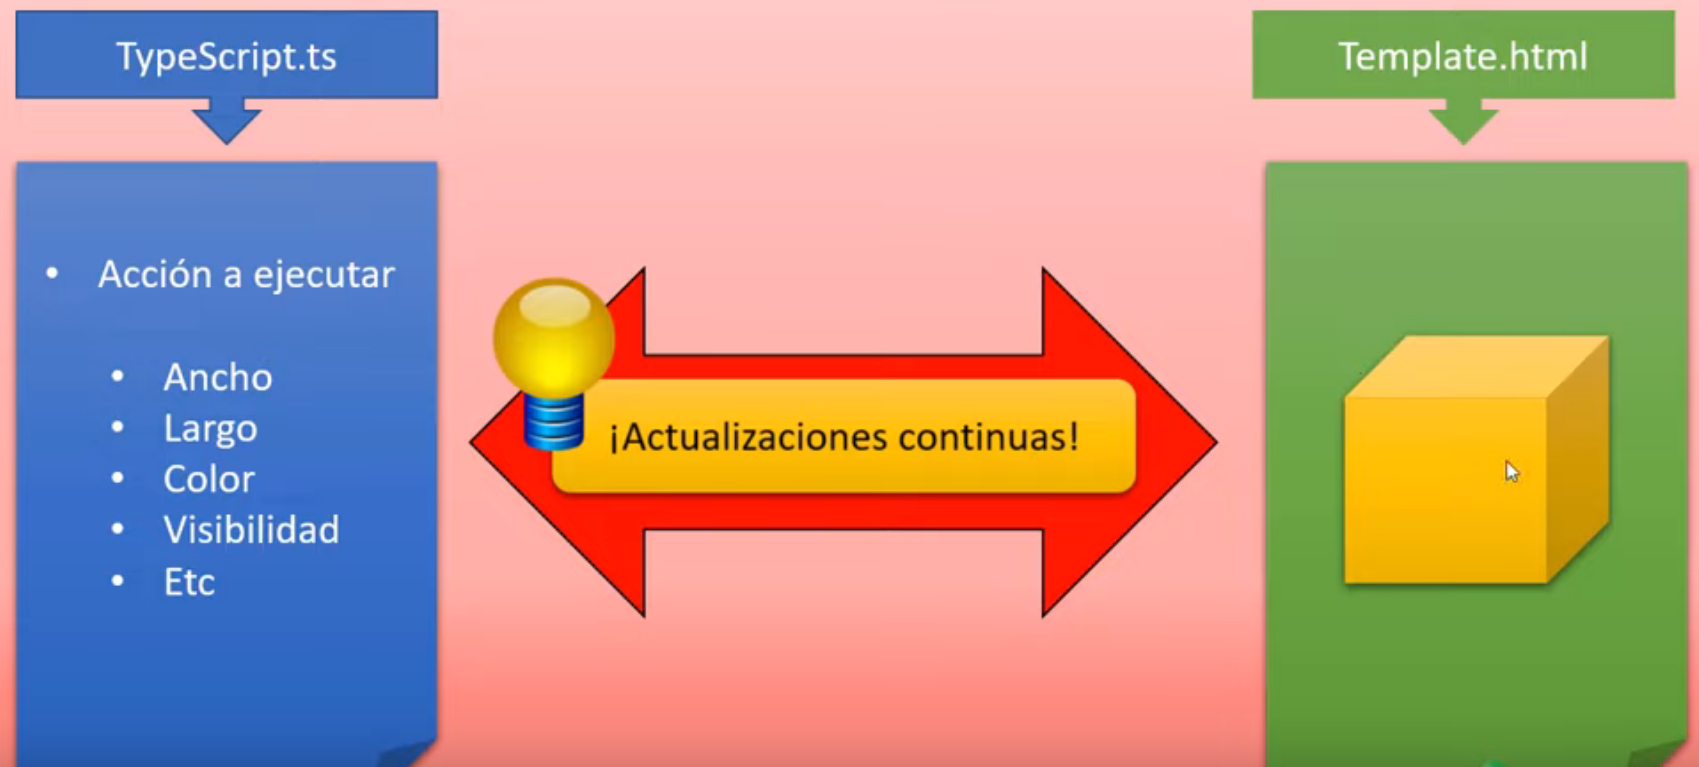 TypeScript.ts
Template.html
• Acción a ejecutar
• Ancho
• Largo
• Color
• Visibilidad
• Etc
¡Actualizaciones continuas!